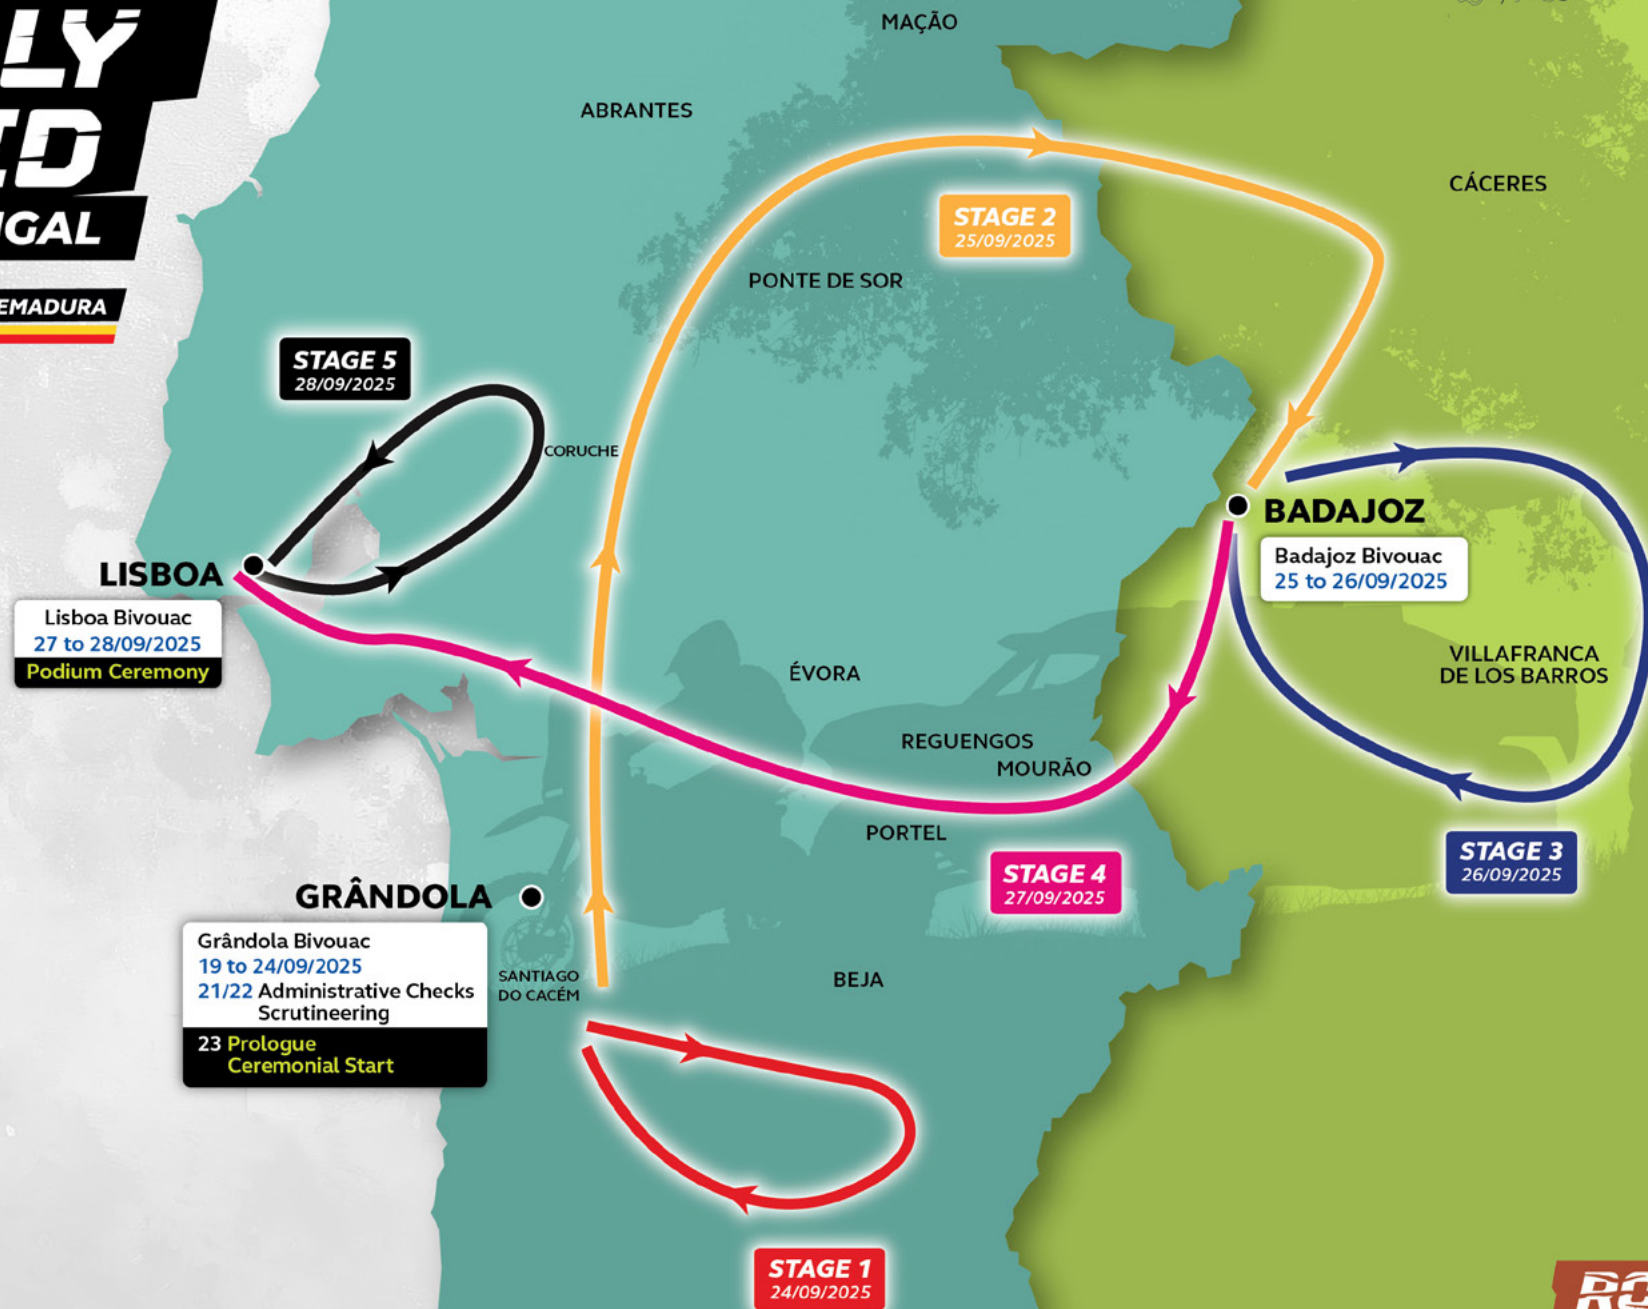 LY
ID
UGAL
EMADURA
MAÇÃO
ABRANTES
CÁCERES
STAGE 2
25/09/2025
PONTE DE SOR
STAGE 5
28/09/2025
CORUCHE
BADAJOZ
Badajoz Bivouac
25 to 26/09/2025
LISBOA
Lisboa Bivouac
27 to 28/09/2025
Podium Ceremony
ÉVORA
VILLAFRANCA
DE LOS BARROS
REGUENGOS
MOURÃO
PORTEL
STAGE 3
26/09/2025
STAGE 4
27/09/2025
GRÂNDOLA
Grândola Bivouac
19 to 24/09/2025
21/22 Administrative Checks
Scrutineering
23 Prologue
Ceremonial Start
SANTIAGO
DO CACÉM
BEJA
STAGE 1
24/09/2025